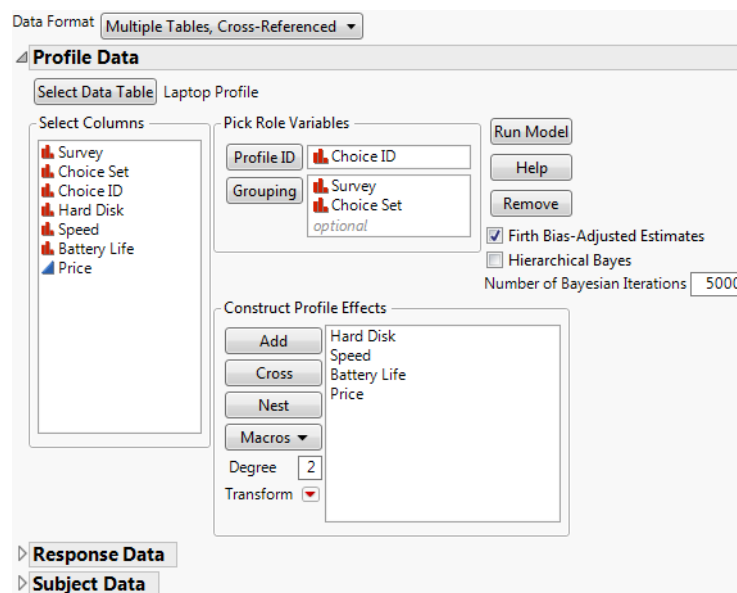 Data Format Multiple Tables, Cross-Referenced
Profile Data
Select Data Table Laptop Profile
Select Columns
Survey
Choice Set
Choice ID
Hard Disk
Speed
Battery Life
Price
Pick Role Variables
Profile ID Choice ID
Grouping Survey
Choice Set
optional
Run Model
Help
Remove
Firth Bias-Adjusted Estimates
Hierarchical Bayes
Number of Bayesian Iterations 5000
Construct Profile Effects
Add
Cross
Nest
Macros
Degree 2
Transform
Hard Disk
Speed
Battery Life
Price
Response Data
Subject Data